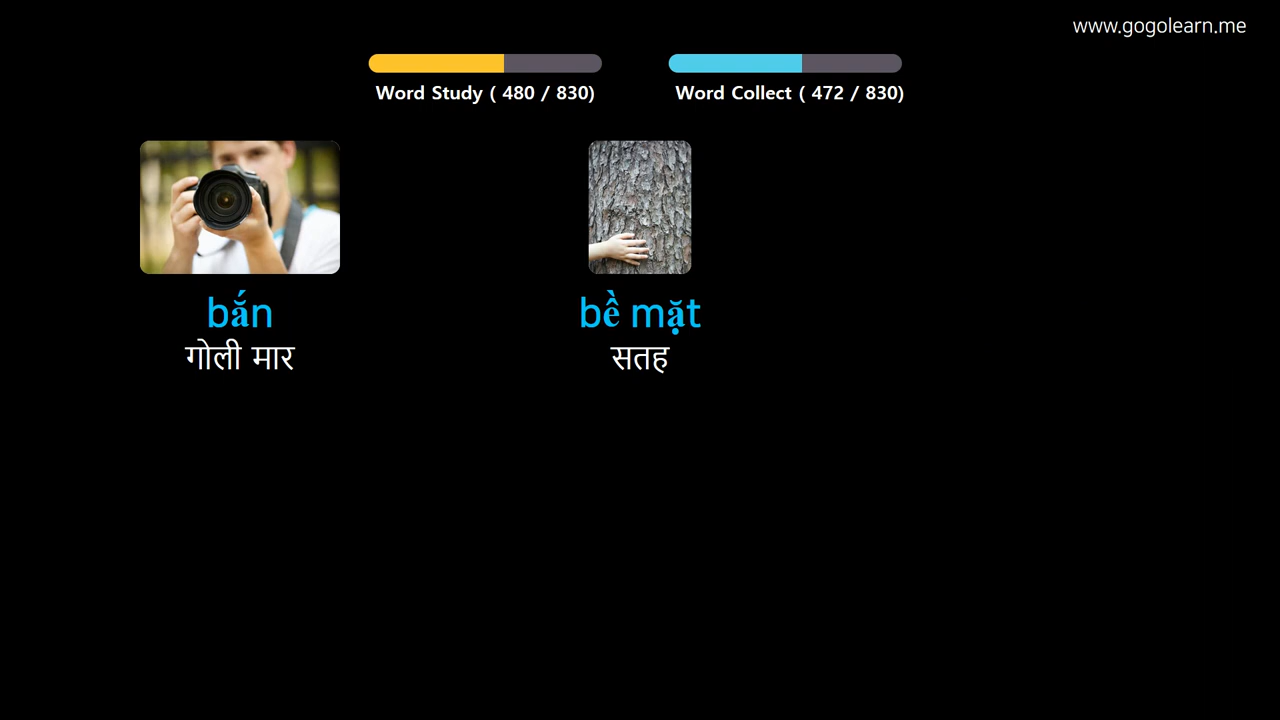 www.gogolearn.me
Word Study ( 480 / 830)
Word Collect ( 472 / 830)
bắn
गोली मार
bề mặt
सतह